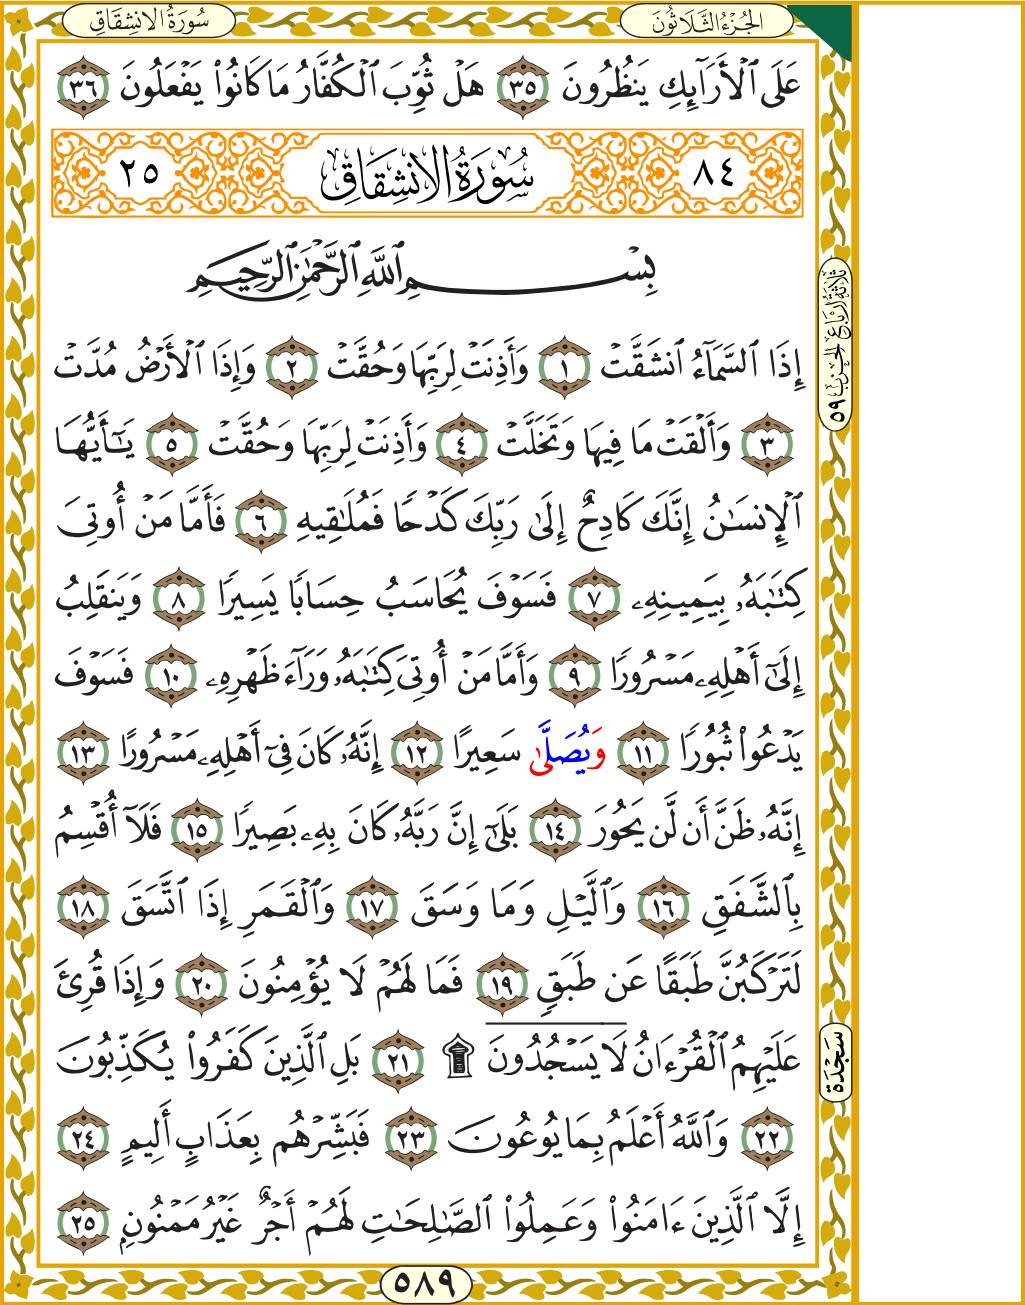 سُورَةُ الانشِقَاقِ
الجُزْءُ الثَّلَاثُونَ
عَلَى ٱلْأَرَآئِكِ يَنظُرُونَ ٣٥ هَلْ ثُوِّبَ ٱلْكُفَّارُ مَا كَانُوا۟ يَفْعَلُونَ ٣٦
٨٤ سُورَةُ الانشِقَاقِ ٢٥
بِسْمِ ٱللَّهِ ٱلرَّحْمَٰنِ ٱلرَّحِيمِ
إِذَا ٱلسَّمَآءُ ٱنشَقَّتْ ١ وَأَذِنَتْ لِرَبِّهَا وَحُقَّتْ ٢ وَإِذَا ٱلْأَرْضُ مُدَّتْ
٣ وَأَلْقَتْ مَا فِيهَا وَتَخَلَّتْ ٤ وَأَذِنَتْ لِرَبِّهَا وَحُقَّتْ ٥ يَٰٓأَيُّهَا
ٱلْإِنسَٰنُ إِنَّكَ كَادِحٌ إِلَىٰ رَبِّكَ كَدْحًا فَمُلَٰقِيهِ ٦ فَأَمَّا مَنْ أُوتِىَ
كِتَٰبَهُۥ بِيَمِينِهِۦ ٧ فَسَوْفَ يُحَاسَبُ حِسَابًا يَسِيرًا ٨ وَيَنقَلِبُ
إِلَىٰٓ أَهْلِهِۦ مَسْرُورًا ٩ وَأَمَّا مَنْ أُوتِىَ كِتَٰبَهُۥ وَرَآءَ ظَهْرِهِۦ ١٠ فَسَوْفَ
يَدْعُوا۟ ثُبُورًا ١١ وَيُصَلَّىٰ سَعِيرًا ١٢ إِنَّهُۥ كَانَ فِىٓ أَهْلِهِۦ مَسْرُورًا ١٣
إِنَّهُۥ ظَنَّ أَن لَّن يَحُورَ ١٤ بَلَىٰٓ إِنَّ رَبَّهُۥ كَانَ بِهِۦ بَصِيرًا ١٥ فَلَآ أُقْسِمُ
بِٱلشَّفَقِ ١٦ وَٱلَّيْلِ وَمَا وَسَقَ ١٧ وَٱلْقَمَرِ إِذَا ٱتَّسَقَ ١٨
لَتَرْكَبُنَّ طَبَقًا عَن طَبَقٍ ١٩ فَمَا لَهُمْ لَا يُؤْمِنُونَ ٢٠ وَإِذَا قُرِئَ
عَلَيْهِمُ ٱلْقُرْءَانُ لَا يَسْجُدُونَ ۩ ٢١ بَلِ ٱلَّذِينَ كَفَرُوا۟ يُكَذِّبُونَ
٢٢ وَٱللَّهُ أَعْلَمُ بِمَا يُوعُونَ ٢٣ فَبَشِّرْهُم بِعَذَابٍ أَلِيمٍ ٢٤
إِلَّا ٱلَّذِينَ ءَامَنُوا۟ وَعَمِلُوا۟ ٱلصَّٰلِحَٰتِ لَهُمْ أَجْرٌ غَيْرُ مَمْنُونٍ ٢٥
ثلاثة أرباع الحزب ٥٩
سَجْدَة
٥٨٩